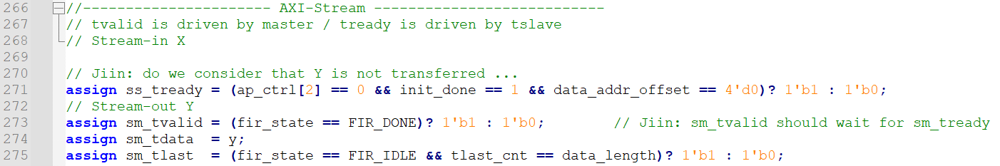 266 //---------------------- AXI-Stream ---------------------------
267 // tvalid is driven by master / tready is driven by tslave
268 // Stream-in X
269
270 // Jiin: do we consider that Y is not transferred ...
271 assign ss_tready = (ap_ctrl[2] == 0 && init_done == 1 && data_addr_offset == 4'd0)? 1'b1 : 1'b0;
272 // Stream-out Y
273 assign sm_tvalid = (fir_state == FIR_DONE)? 1'b1 : 1'b0;          // Jiin: sm_tvalid should wait for sm_tready
274 assign sm_tdata  = y;
275 assign sm_tlast  = (fir_state == FIR_IDLE && tlast_cnt == data_length)? 1'b1 : 1'b0;